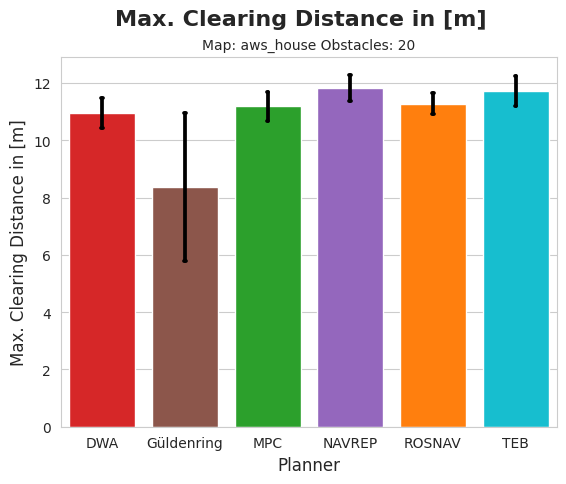 Max. Clearing Distance in [m]
Map: aws_house Obstacles: 20
Max. Clearing Distance in [m]
12
10
8
6
4
2
0
DWA Güldenring MPC NAVREP ROSNAV TEB
Planner